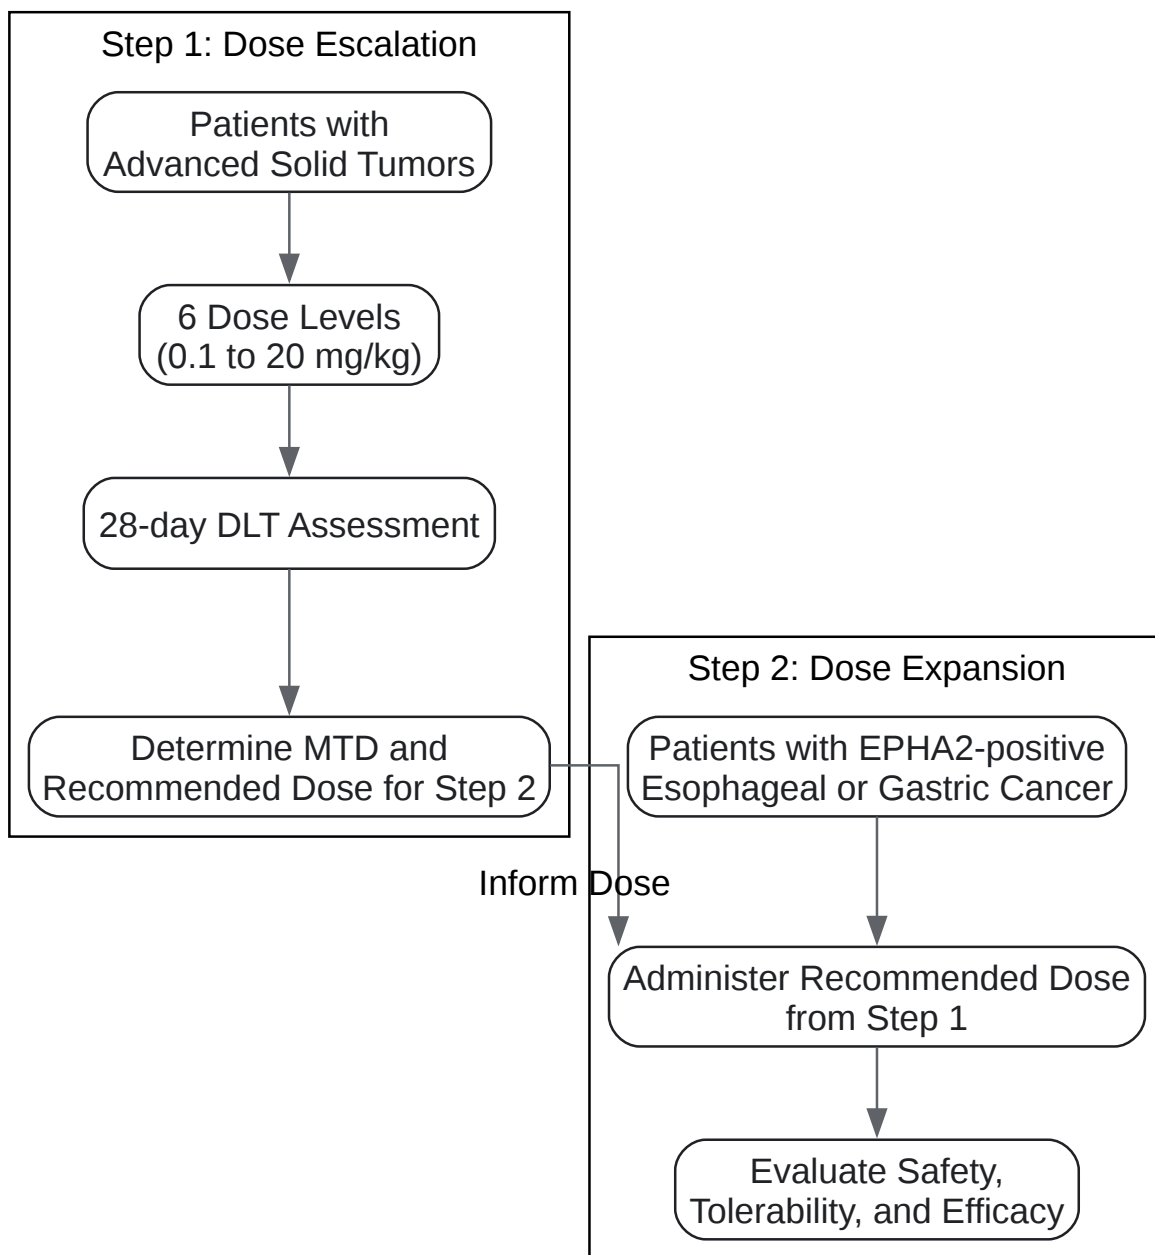 Step 1: Dose Escalation
Patients with
Advanced Solid Tumors
6 Dose Levels
(0.1 to 20 mg/kg)
28-day DLT Assessment
Determine MTD and
Recommended Dose for Step 2
Inform Dose
Step 2: Dose Expansion
Patients with EPHA2-positive
Esophageal or Gastric Cancer
Administer Recommended Dose
from Step 1
Evaluate Safety,
Tolerability, and Efficacy